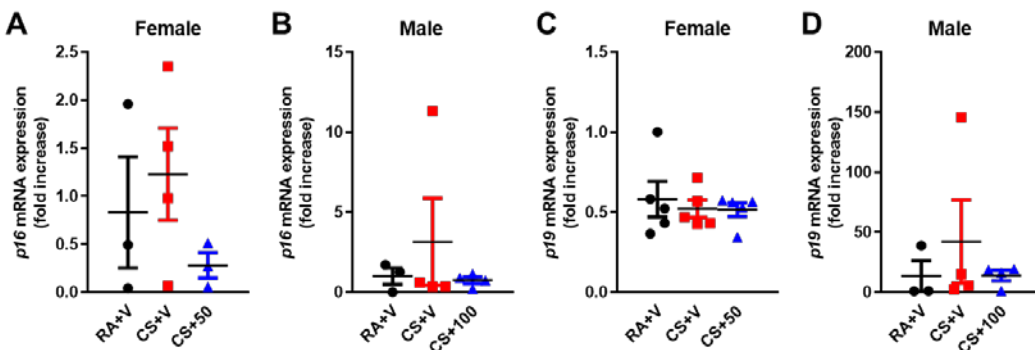 A
Female
p16 mRNA expression
(fold increase)
2.5
2.0
1.5
1.0
0.5
0.0
RA+V
CS+V
CS+50
B
Male
p16 mRNA expression
(fold increase)
15
10
5
0
RA+V
CS+V
CS+100
C
Female
p19 mRNA expression
(fold increase)
1.5
1.0
0.5
0.0
RA+V
CS+V
CS+50
D
Male
p19 mRNA expression
(fold increase)
200
150
100
50
0
RA+V
CS+V
CS+100